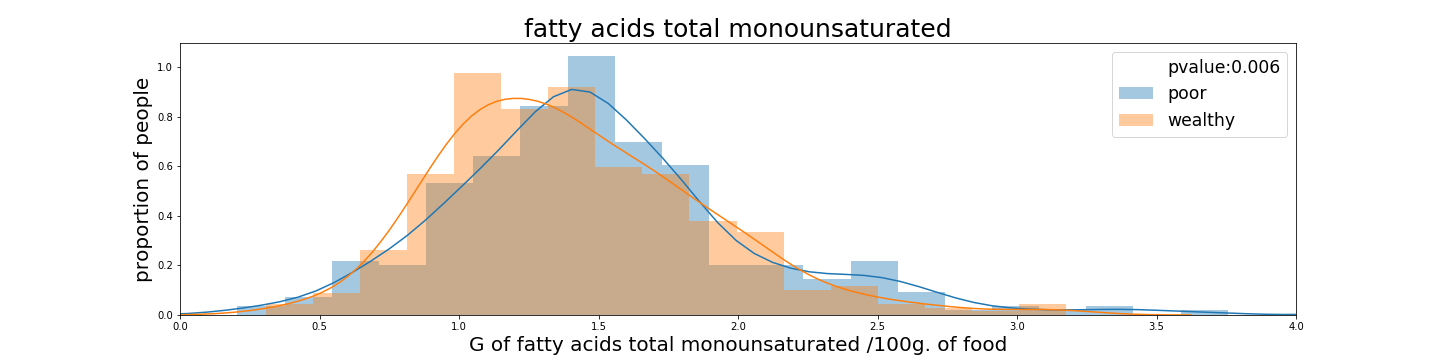 fatty acids total monounsaturated
pvalue:0.006
poor
wealthy
proportion of people
1.0
0.8
0.6
0.4
0.2
0.0
0.0 0.5 1.0 1.5 2.0 2.5 3.0 3.5 4.0
G of fatty acids total monounsaturated /100g. of food